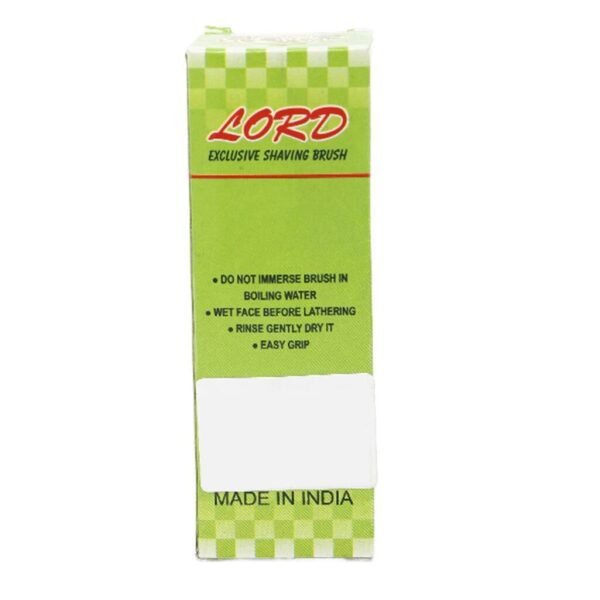 LORD
EXCLUSIVE SHAVING BRUSH
• DO NOT IMMERSE BRUSH IN
BOILING WATER
• WET FACE BEFORE LATHERING
• RINSE GENTLY DRY IT
• EASY GRIP
MADE IN INDIA